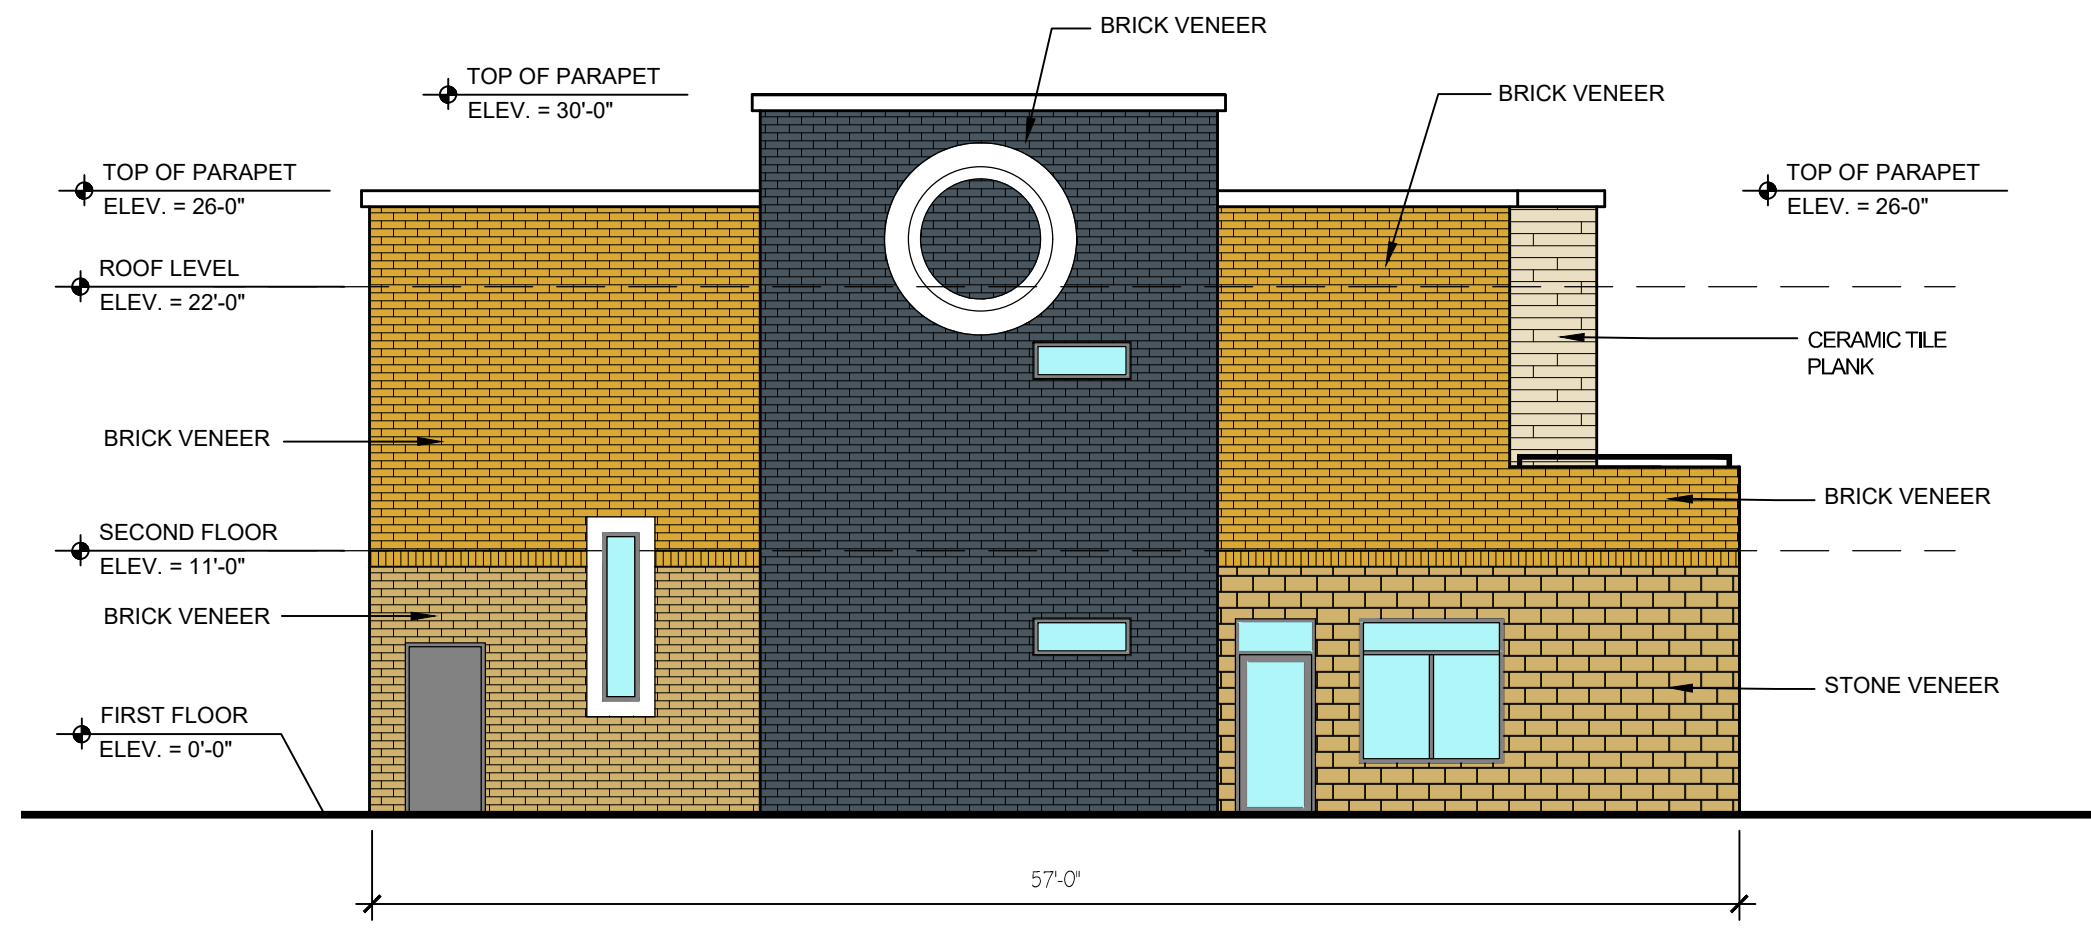 BRICK VENEER
TOP OF PARAPET
ELEV. = 30'-0"
BRICK VENEER
TOP OF PARAPET
ELEV. = 26-0"
TOP OF PARAPET
ELEV. = 26-0"
ROOF LEVEL
ELEV. = 22'-0"
CERAMIC TILE
PLANK
BRICK VENEER
BRICK VENEER
SECOND FLOOR
ELEV. = 11'-0"
BRICK VENEER
STONE VENEER
FIRST FLOOR
ELEV. = 0'-0"
57'-0"